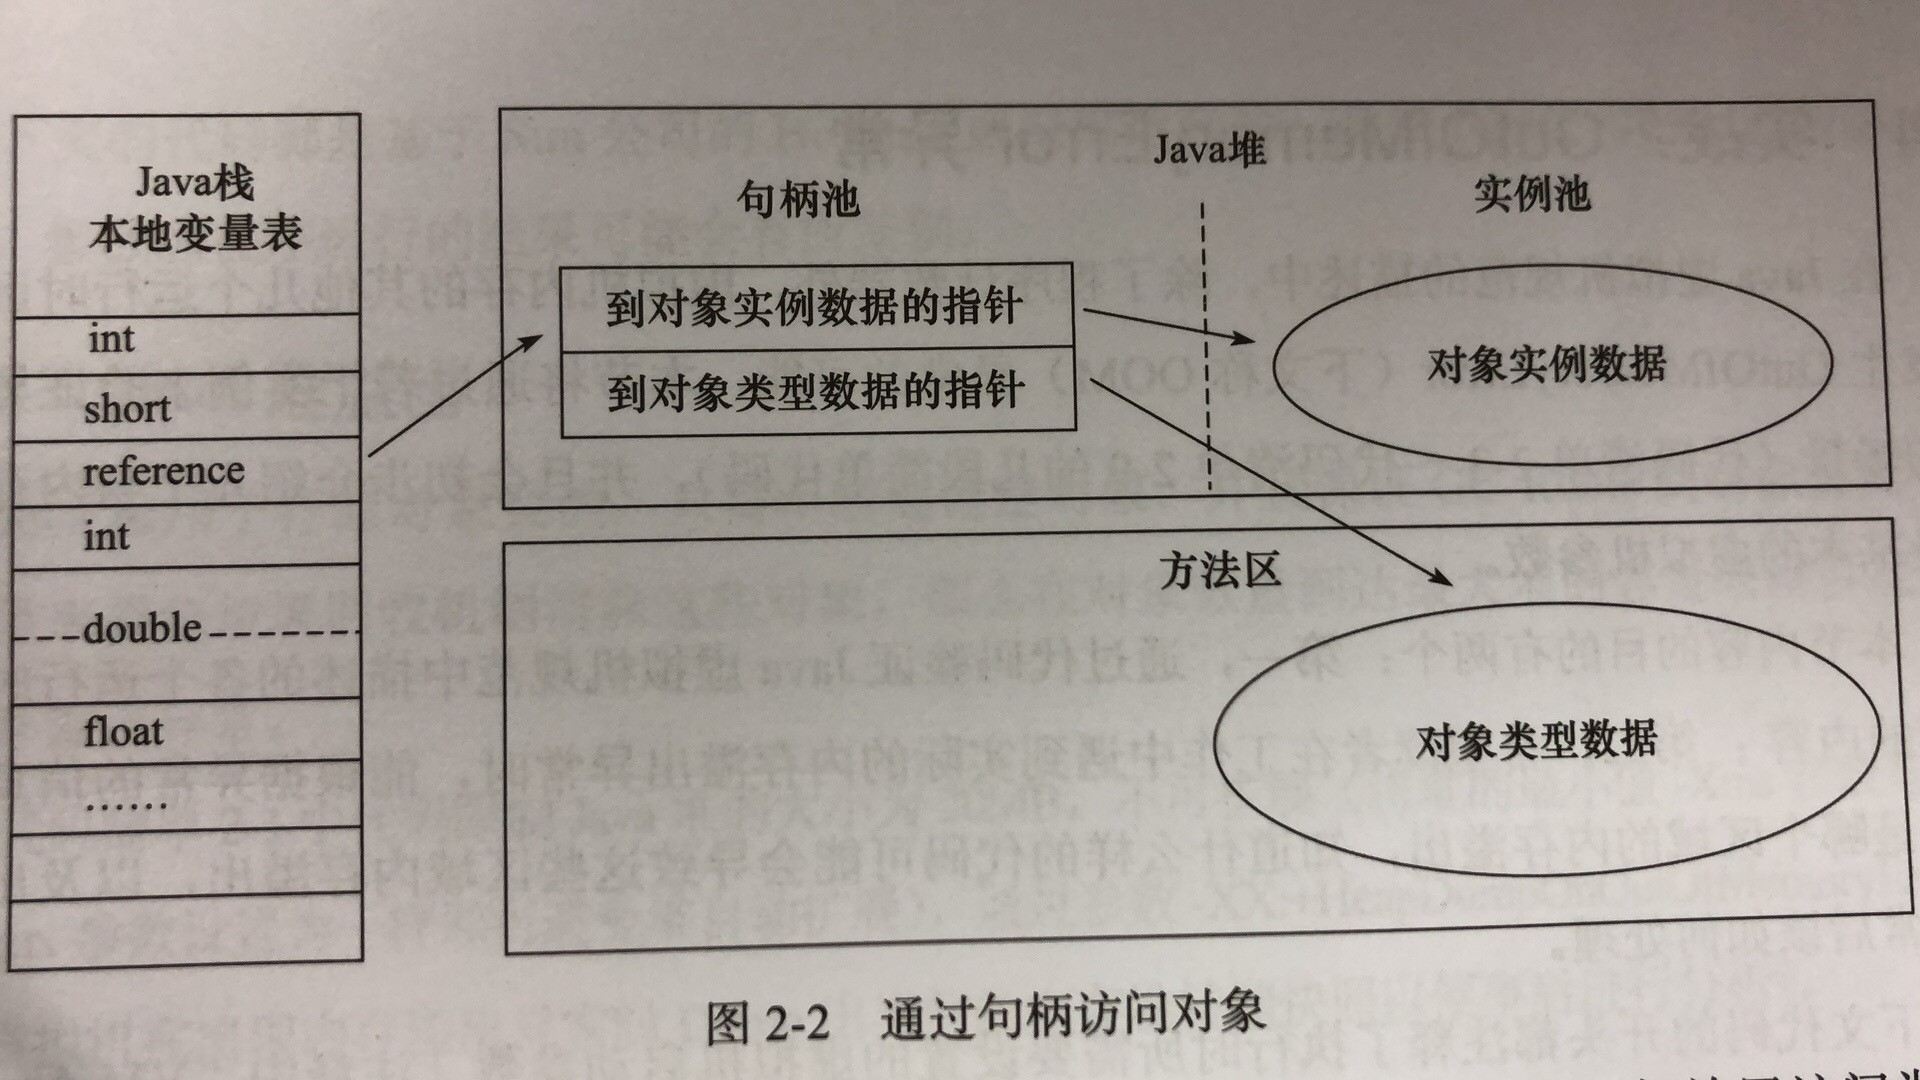 Java栈
本地变量表
int
short
reference
int
double
float
……
Java堆
句柄池
实例池
到对象实例数据的指针
到对象类型数据的指针
对象实例数据
方法区
对象类型数据
图 2-2 通过句柄访问对象